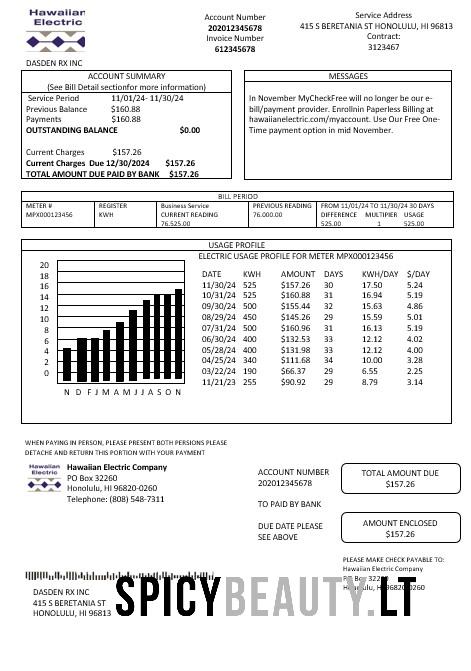 Hawaiian
Electric
DASDEN RX INC
Account Number
202012345678
Invoice Number
612345678
Service Address
415 S BERETANIA ST HONOLULU, HI 96813
Contract:
3123467
ACCOUNT SUMMARY
(See Bill Detail sectionfor more information)
Service Period 11/01/24- 11/30/24
Previous Balance $160.88
Payments $160.88
OUTSTANDING BALANCE $0.00
Current Charges $157.26
Current Charges Due 12/30/2024 $157.26
TOTAL AMOUNT DUE PAID BY BANK $157.26
MESSAGES
In November MyCheckFree will no longer be our e-
bill/payment provider. Enrollnin Paperless Billing at
hawaiielectric.com/myaccount. Use Our Free One-
Time payment option in mid November.
BILL PERIOD
METER # REGISTER Business Service PREVIOUS READING FROM 11/01/24 TO 11/30/24 30 DAYS
MPX000123456 KWH CURRENT READING 76.000.00 DIFFERENCE MULTIPLIER USAGE
76.525.00 525.00 1 525.00
USAGE PROFILE
ELECTRIC USAGE PROFILE FOR METER MPX000123456
20
18
16
14
12
10
8
6
4
2
0
N D F J M A M J J A S O N
DATE KWH AMOUNT DAYS KWH/DAY $/DAY
11/30/24 525 $157.26 30 17.50 5.24
10/31/24 525 $160.88 31 16.94 5.19
09/30/24 500 $155.44 32 15.63 4.86
08/29/24 450 $145.26 29 15.59 5.01
07/31/24 500 $160.96 31 16.13 5.19
06/30/24 400 $132.53 33 12.12 4.02
05/28/24 400 $131.98 33 12.12 4.00
04/25/24 340 $111.68 34 10.00 3.28
03/22/24 190 $66.37 29 6.55 2.25
11/21/23 255 $90.92 29 8.79 3.14
WHEN PAYING IN PERSON, PLEASE PRESENT BOTH PERSIONS PLEASE
DETACHE AND RETURN THIS PORTION WITH YOUR PAYMENT
Hawaiian
Electric
Hawaiian Electric Company
PO Box 32260
Honolulu, HI 96820-0260
Telephone: (808) 548-7311
ACCOUNT NUMBER
202012345678
TO PAID BY BANK
DUE DATE PLEASE
SEE ABOVE
TOTAL AMOUNT DUE
$157.26
AMOUNT ENCLOSED
$157.26
PLEASE MAKE CHECK PAYABLE TO:
Hawaiian Electric Company
DASDEN RX INC
415 S BERETANIA ST
HONOLULU, HI 96813
SPICYBEAUTY.LT